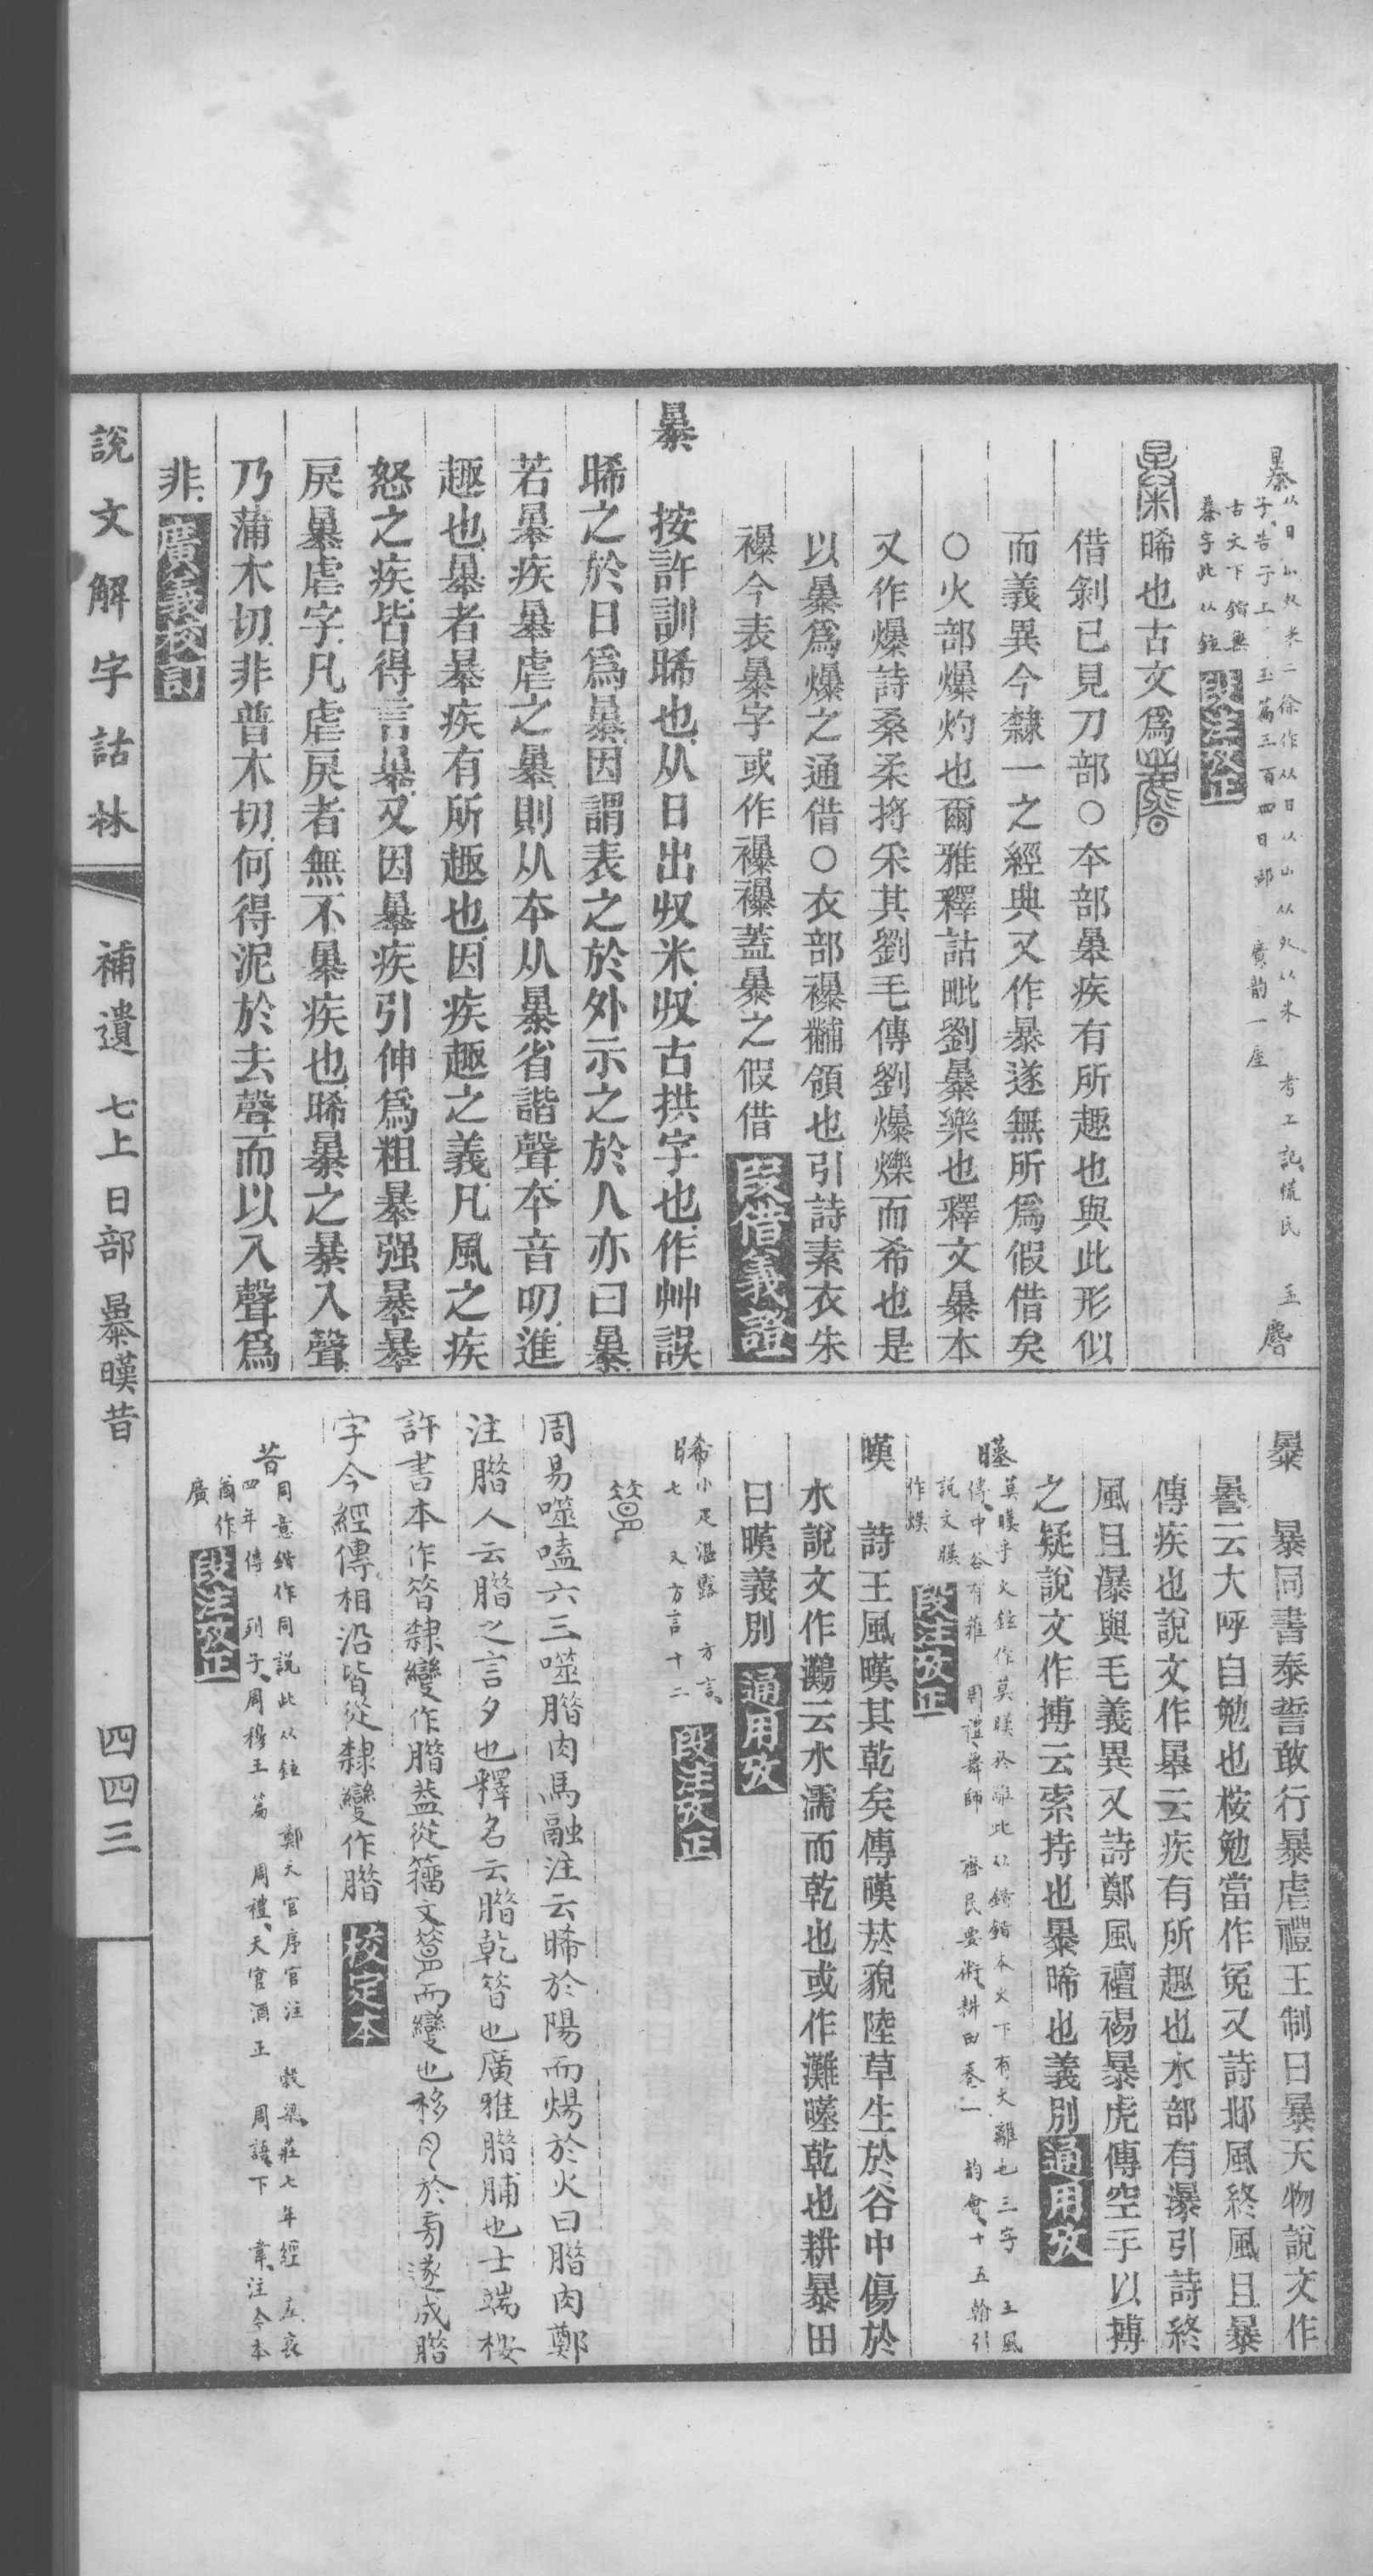 暴 从日出収米二徐作从日从出从収从米 考工記㡛氏
子告子上 玉篇三百四日部 廣韵一屋
古文下鍇無
暴字此从鉉 段注攷正
晞也古文爲
借剝已見刀部○本部暴疾有所趣也與此形似
而義異今隸一之經典又作暴遂無所爲假借矣
○火部爆灼也爾雅釋詁毗劉暴樂也釋文暴本
又作爆詩桑柔捋采其劉毛傳劉爆爍而希也是
以暴爲爆之通借○衣部襮黼領也引詩素衣朱
襮今表暴字或作襮襮蓋暴之假借 段借義證
暴 按許訓晞也从日出収米収古拱字也作艸誤
晞之於日爲暴因謂表之於外示之於人亦曰暴
若暴疾暴虐之暴則从夲从暴省諧聲夲音叨進
趣也暴者暴疾有所趣也因疾趣之義凡風之疾
怒之疾皆得言暴又因暴疾引伸爲粗暴强暴暴
戾暴虐字凡虐戾者無不暴疾也晞暴之暴入聲
乃蒲木切非普木切何得泥於去聲而以入聲爲
非 廣義校訂
暴 暴同書泰誓敢行暴虐禮王制曰暴天物說文作
云大呼自勉也桉勉當作冤又詩邶風終風且暴
傳疾也說文作暴云疾有所趣也水部有瀑引詩終
風且瀑與毛義異又詩鄭風襢裼暴虎傳空手以搏
之疑說文作搏云索持也暴晞也義別 通用攷
莫暵乎火鉉作莫暵於離此从鍇鍇本火下有火離也三字 王風
傳中谷有蓷 周禮舞師 齊民要術耕田卷一 韵會十五翰引
說文暵
作熯 段注攷正
暵 詩王風暵其乾矣傳暵菸貌陸草生於谷中傷於
水說文作灘云水濡而乾也或作灘暵乾也耕暴田
曰暵義別 通用攷
晞 小疋湛露 方言
七 又方言十二 段注攷正
周易噬嗑六三噬腊肉馬融注云晞於陽而煬於火曰腊肉鄭
注腊人云腊之言夕也釋名云腊乾昔也廣雅腊脯也士端桉
許書本作昔隸變作腊葢從籀文而變也移月於旁遂成腊
字今經傳相沿皆從隸變作腊 校定本
昔 同意鍇作同說此从鉉 鄭天官序官注 穀梁莊七年經 左哀
四年傳 列子周穆王篇 周禮天官酒正 周語下 韋注今本
廣 段注攷正
說文解字詁林 補遺 七上 日部 暴暵昔 四四三